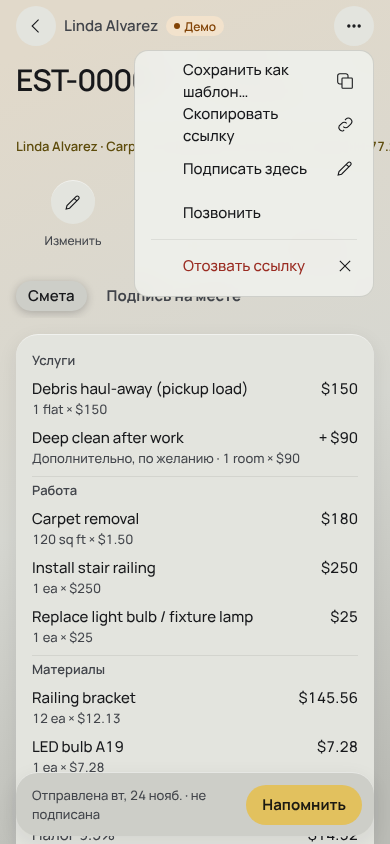 Linda Alvarez
Демо
EST-000
Сохранить как
шаблон…
Скопировать
ссылку
Подписать здесь
Позвонить
Отозвать ссылку
Linda Alvarez · Carp
Изменить
Смета
Подпись на месте
Услуги
Debris haul-away (pickup load) $150
1 flat × $150
Deep clean after work + $90
Дополнительно, по желанию · 1 room × $90
Работа
Carpet removal $180
120 sq ft × $1.50
Install stair railing $250
1 ea × $250
Replace light bulb / fixture lamp $25
1 ea × $25
Материалы
Railing bracket $145.56
12 ea × $12.13
LED bulb A19 $7.28
1 ea × $7.28
Отправлена вт, 24 нояб. · не
подписана
Напомнить